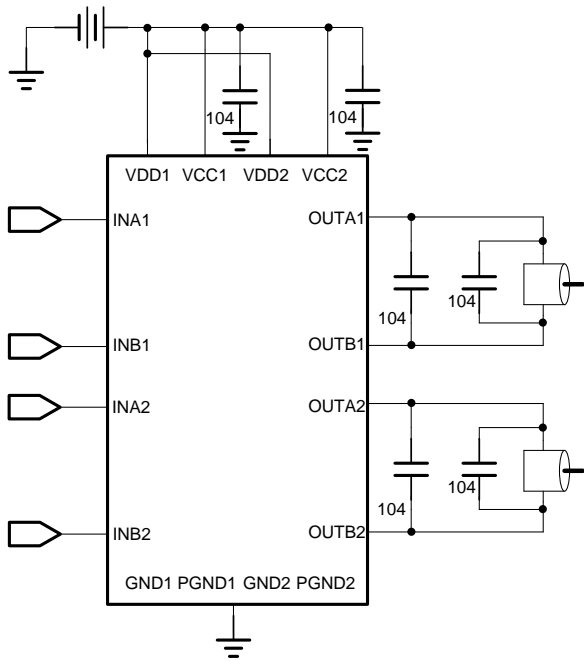 104
104
VDD1 VCC1 VDD2 VCC2
INA1
OUTA1
104
104
INB1
OUTB1
INA2
OUTA2
104
104
INB2
OUTB2
GND1 PGND1 GND2 PGND2